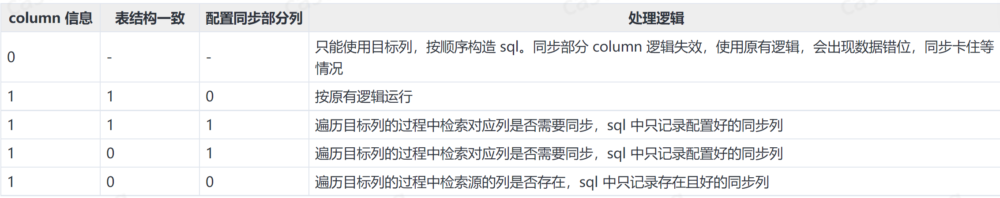 column 信息 表结构一致 配置同步部分列 处理逻辑
0 - - 只能使用目标列，按顺序构造 sql。同步部分 column 逻辑失效，使用原有逻辑，会出现数据错位，同步卡住等
情况
1 1 0 按原有逻辑运行
1 1 1 遍历目标列的过程中检索对应列是否需要同步，sql 中只记录配置好的同步列
1 0 1 遍历目标列的过程中检索对应列是否需要同步，sql 中只记录配置好的同步列
1 0 0 遍历目标列的过程中检索源的列是否存在，sql 中只记录存在且好的同步列